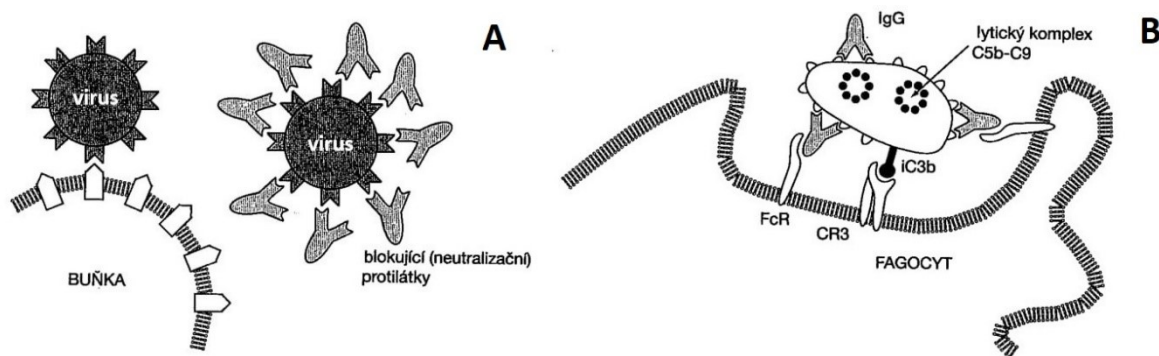 A
virus
virus
blokující (neutralizační)
protilátky
BUŇKA
B
IgG
lytický komplex
C5b-C9
iC3b
FcR
CR3
FAGOCYT